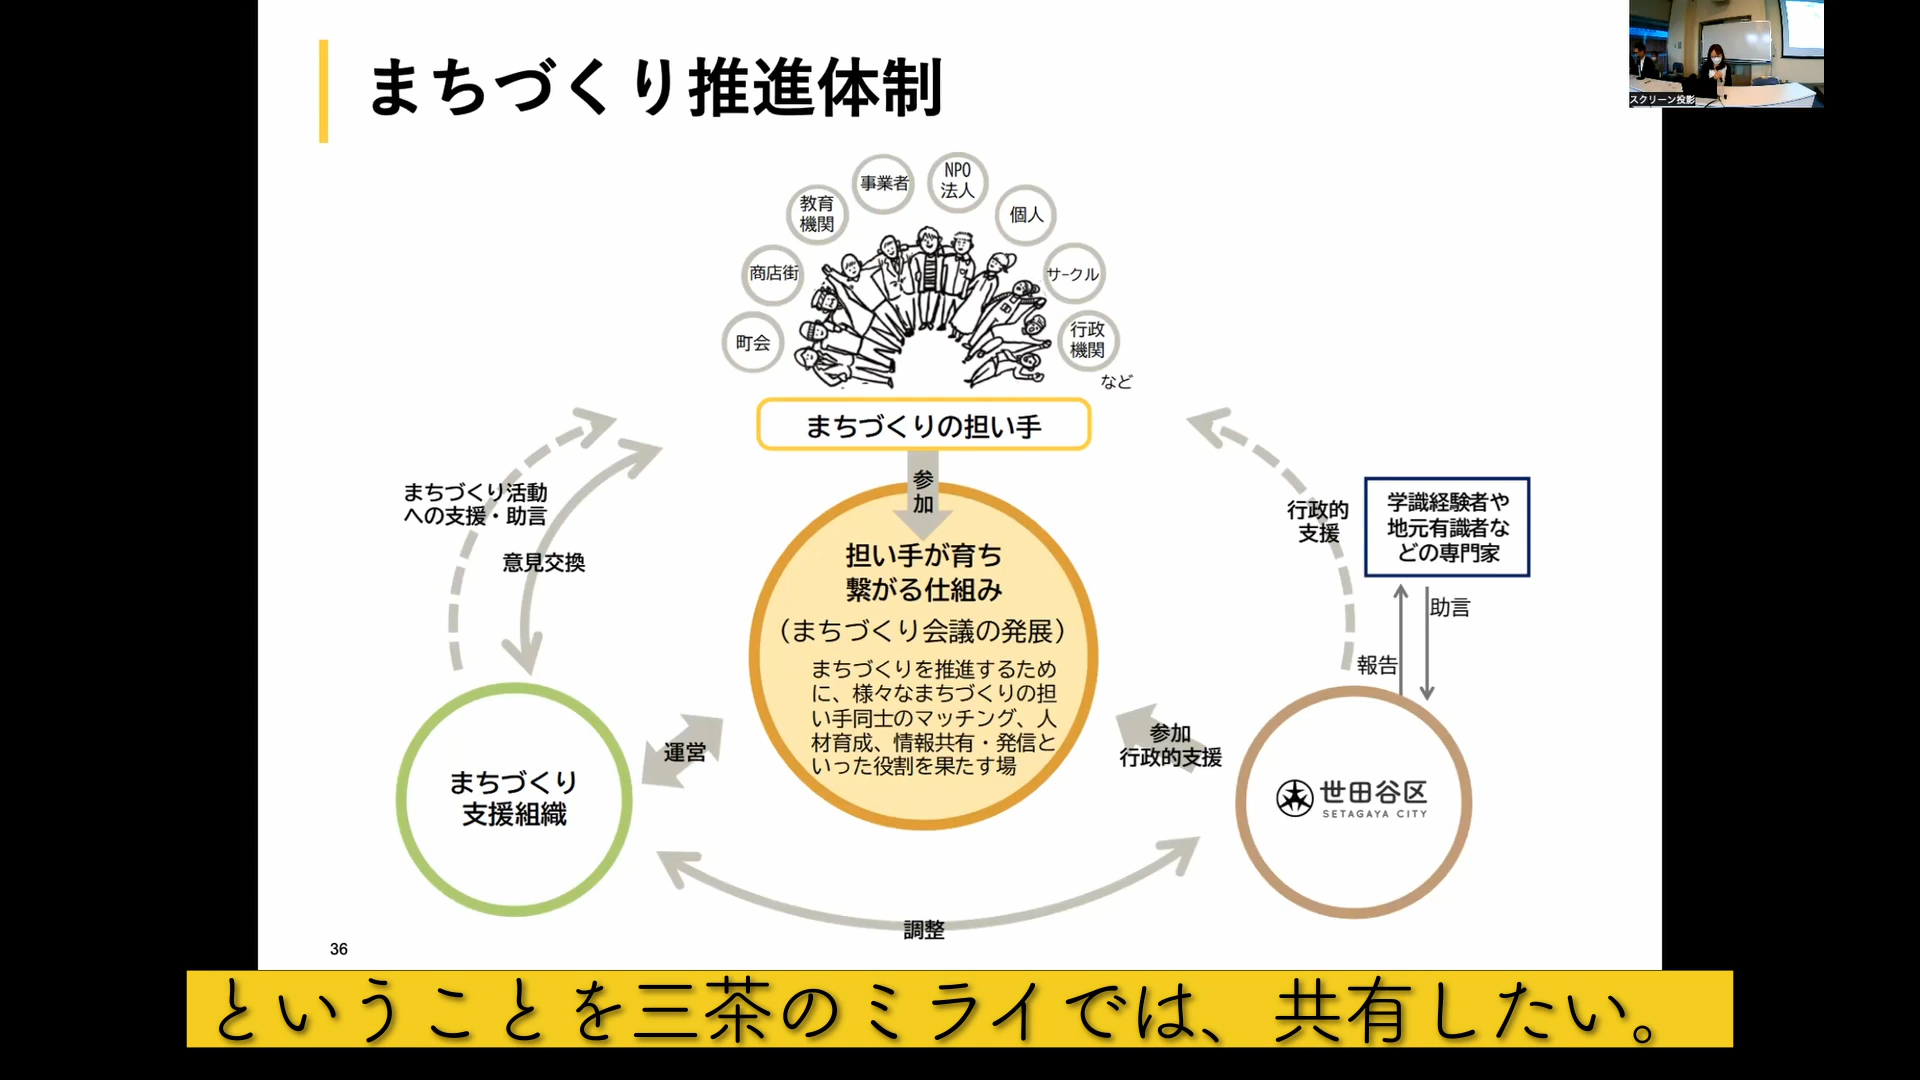 まちづくり推進体制
スクリーン投影
事業者
NPO
法人
教育
機関
個人
商店街
サークル
町会
行政
機関
など
まちづくりの担い手
参
加
まちづくり活動
への支援・助言
意見交換
行政的
支援
学識経験者や
地元有識者な
どの専門家
助言
報告
担い手が育ち
繋がる仕組み
（まちづくり会議の発展）
まちづくりを推進するため
に、様々なまちづくりの担
い手同士のマッチング、人
材育成、情報共有・発信と
いった役割を果たす場
運営
参加
行政的支援
まちづくり
支援組織
世田谷区
SETAGAYA CITY
調整
36
ということを三茶のミライでは、共有したい。